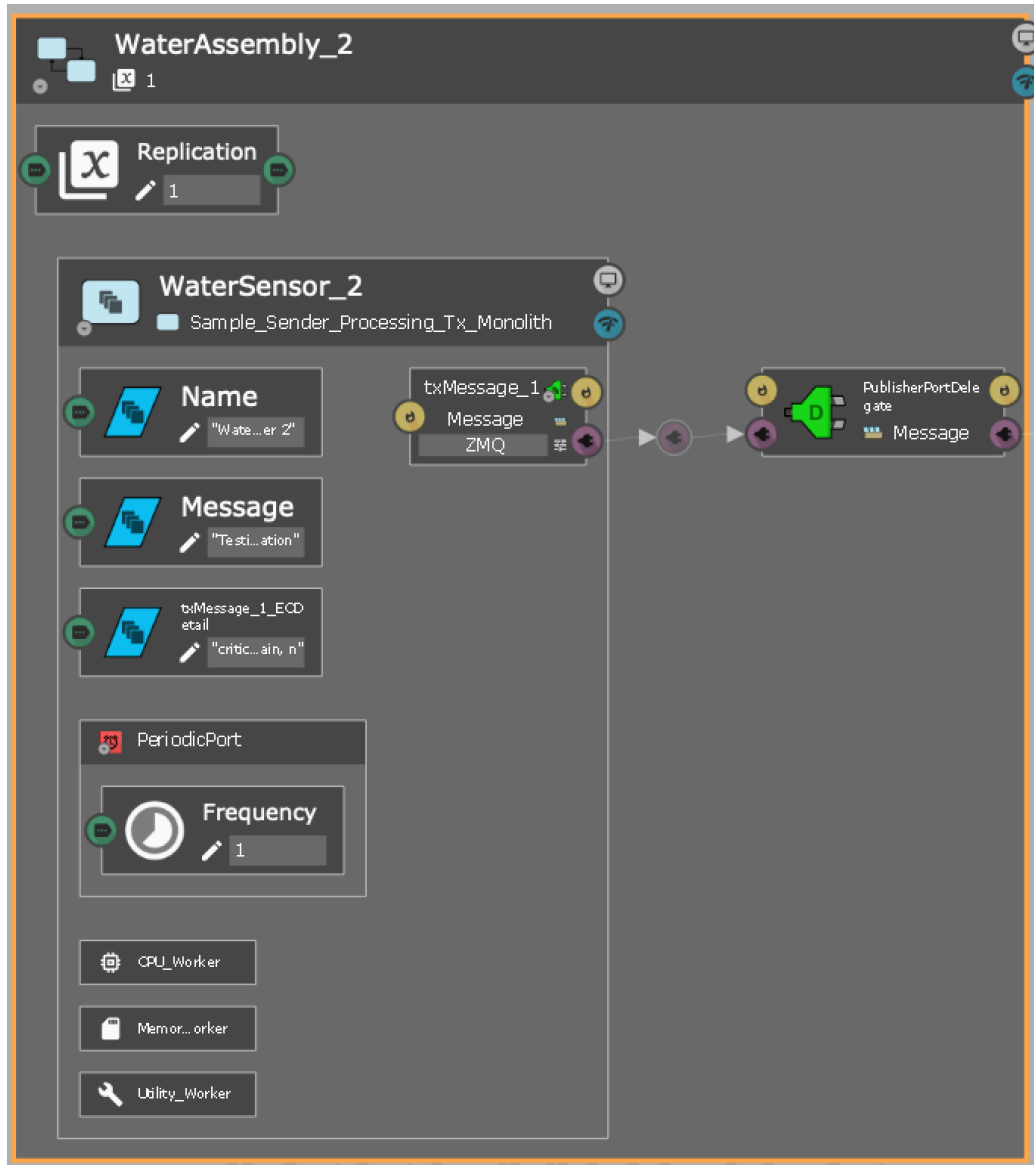 WaterAssembly_2
1
Replication
1
WaterSensor_2
Sample_Sender_Processing_Tx_Monolith
Name
"Wate...er 2"
txMessage_1
Message
ZMQ
PublisherPortDele
gate
Message
Message
"Testi...ation"
txMessage_1_ECD
etail
"critic...ain, n"
PeriodicPort
Frequency
1
CPU_Worker
Memor...orker
Utility_Worker